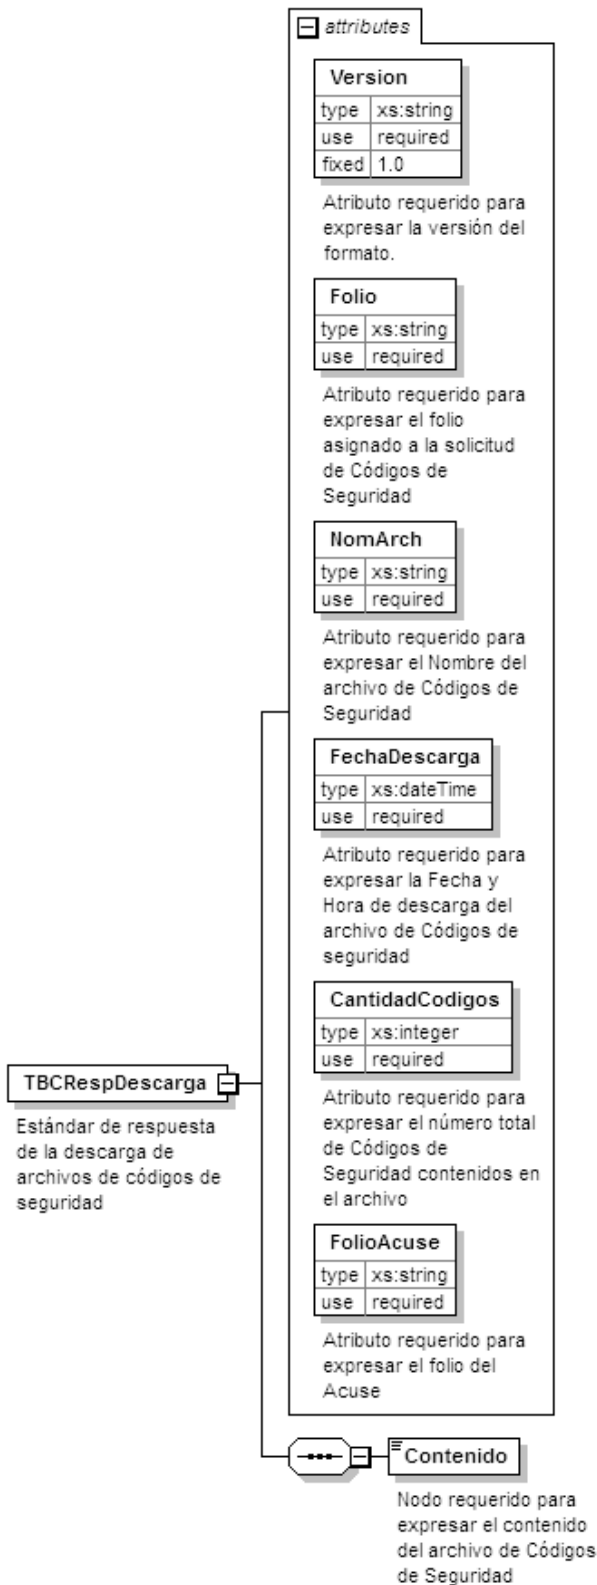 attributes
Version
type xs:string
use required
fixed 1.0
Atributo requerido para
expresar la versión del
formato.
Folio
type xs:string
use required
Atributo requerido para
expresar el folio
asignado a la solicitud
de Códigos de
Seguridad
NomArch
type xs:string
use required
Atributo requerido para
expresar el Nombre del
archivo de Códigos de
Seguridad
FechaDescarga
type xs:dateTime
use required
Atributo requerido para
expresar la Fecha y
Hora de descarga del
archivo de Códigos de
seguridad
CantidadCodigos
type xs:integer
use required
Atributo requerido para
expresar el número total
de Códigos de
Seguridad contenidos en
el archivo
FolioAcuse
type xs:string
use required
Atributo requerido para
expresar el folio del
Acuse
TBCRespDescarga
Estándar de respuesta
de la descarga de
archivos de códigos de
seguridad
Contenido
Nodo requerido para
expresar el contenido
del archivo de Códigos
de Seguridad